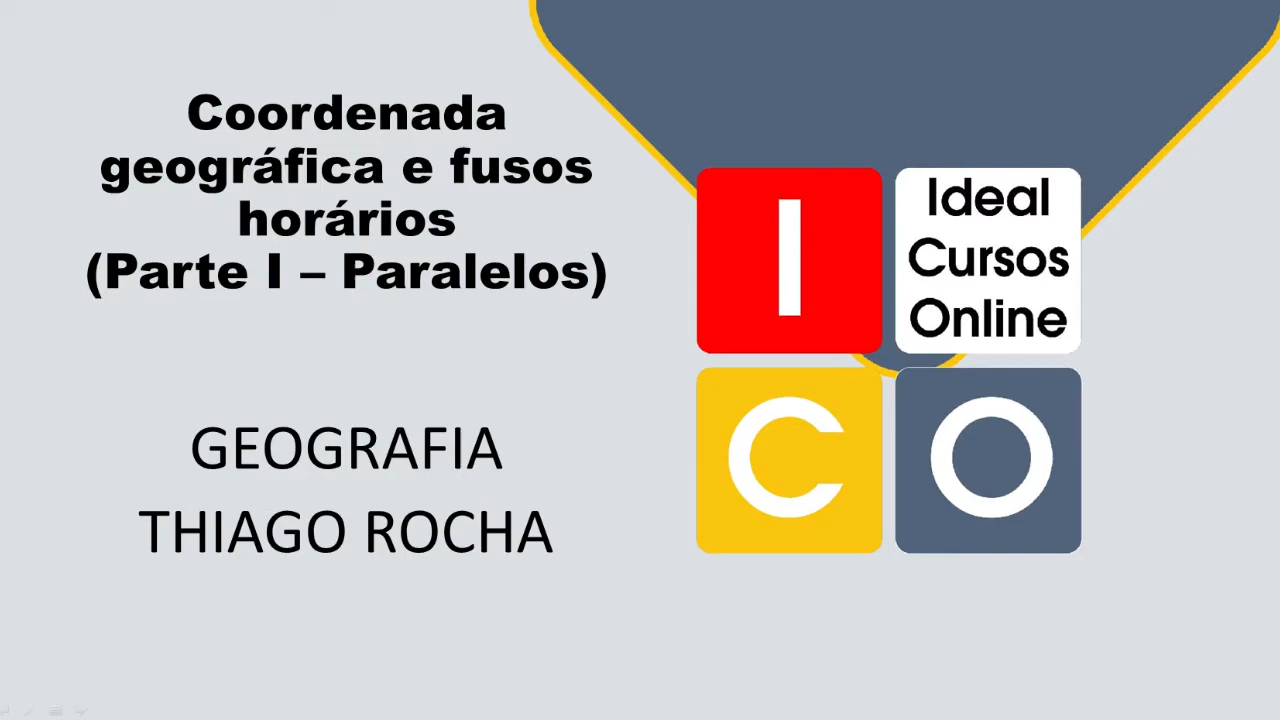 Coordenada
geográfica e fusos
horários
(Parte I – Paralelos)
GEOGRAFIA
THIAGO ROCHA
I
Ideal
Cursos
Online
C
O